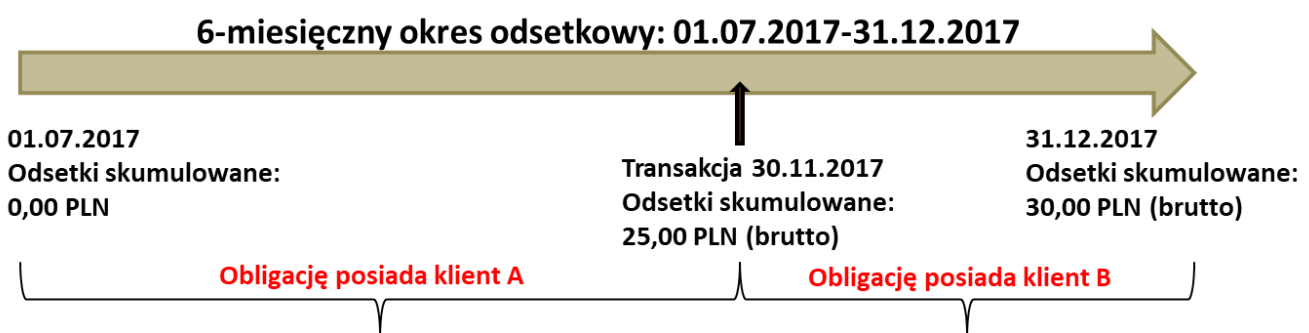 6-miesięczny okres odsetkowy: 01.07.2017-31.12.2017
01.07.2017
Odsetki skumulowane:
0,00 PLN
Transakcja 30.11.2017
Odsetki skumulowane:
25,00 PLN (brutto)
31.12.2017
Odsetki skumulowane:
30,00 PLN (brutto)
Obligację posiada klient A
Obligację posiada klient B